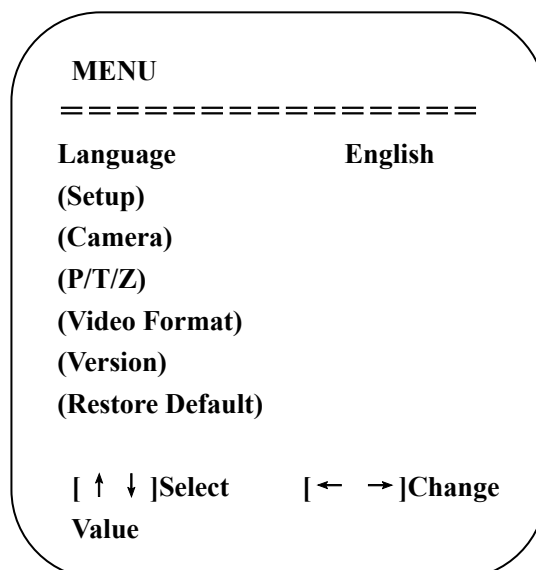 MENU
===============
Language English
(Setup)
(Camera)
(P/T/Z)
(Video Format)
(Version)
(Restore Default)
[ ↑ ↓ ]Select [ ← → ]Change
Value